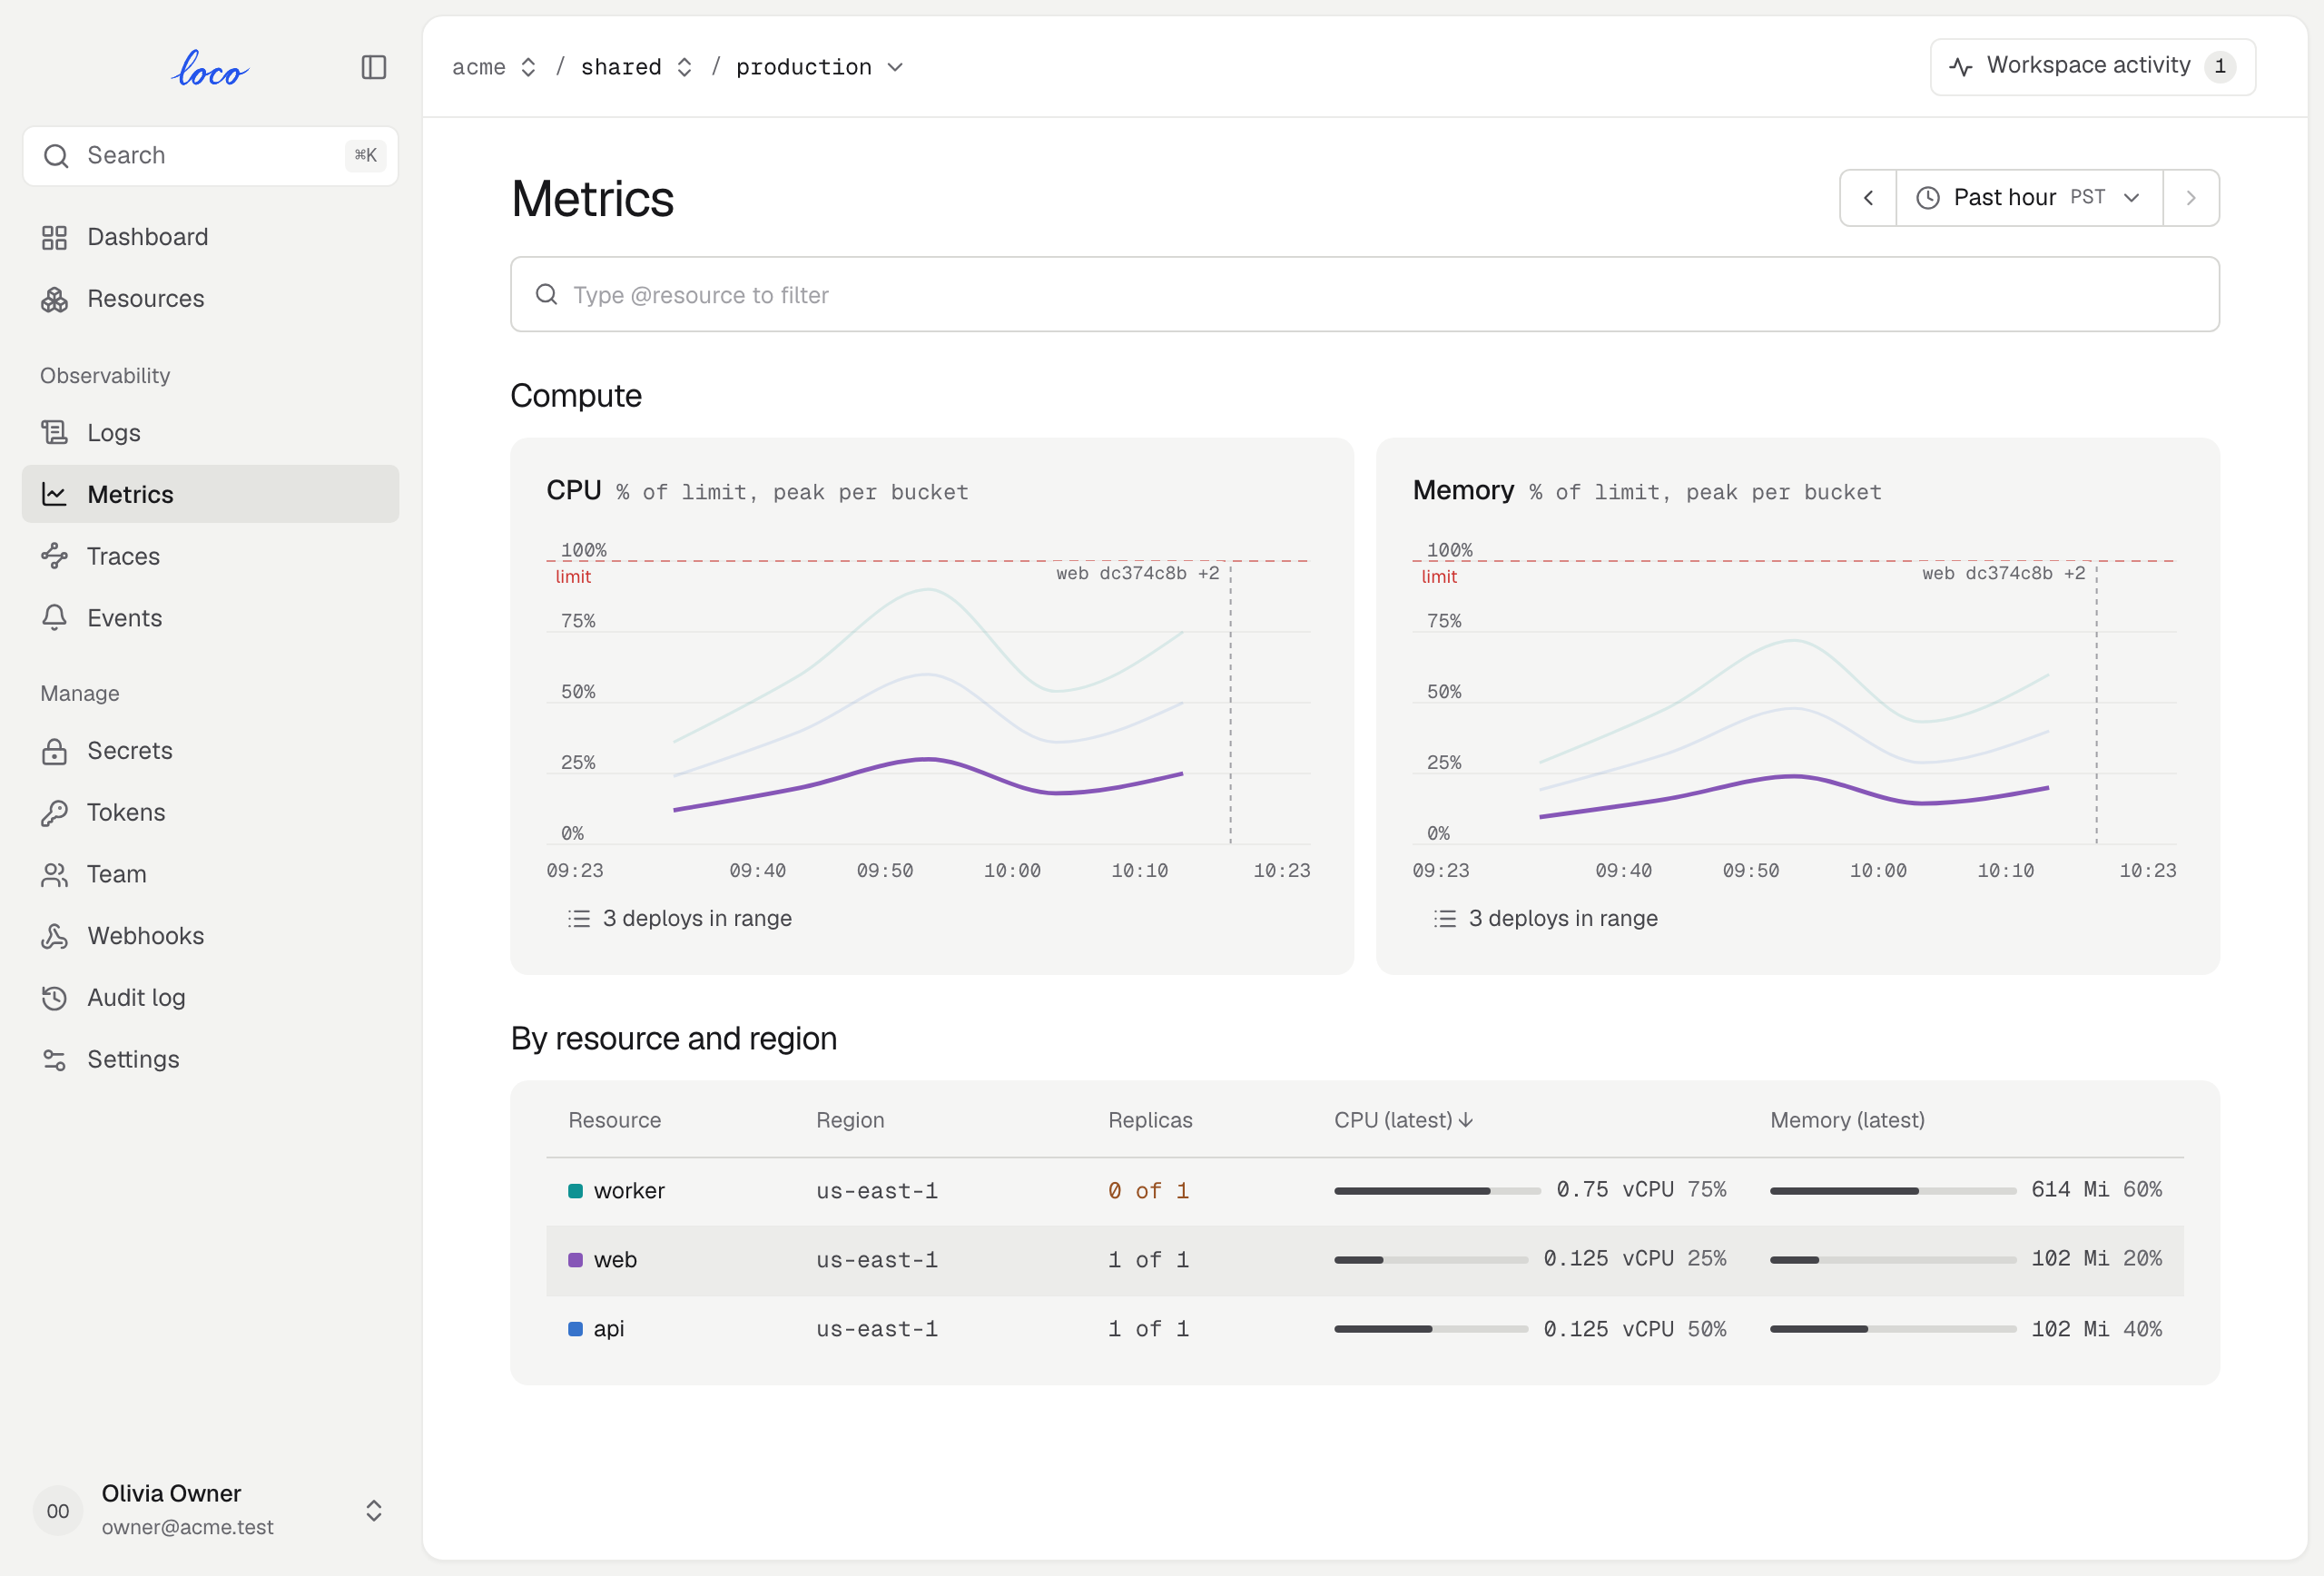 loco
acme / shared / production
Workspace activity 1
Search ⌘K
Dashboard
Resources
Observability
Logs
Metrics
Traces
Events
Manage
Secrets
Tokens
Team
Webhooks
Audit log
Settings
OO
Olivia Owner
owner@acme.test
Metrics
Past hour PST
Type @resource to filter
Compute
CPU % of limit, peak per bucket
100%
limit
web dc374c8b +2
75%
50%
25%
0%
09:23 09:40 09:50 10:00 10:10 10:23
3 deploys in range
Memory % of limit, peak per bucket
100%
limit
web dc374c8b +2
75%
50%
25%
0%
09:23 09:40 09:50 10:00 10:10 10:23
3 deploys in range
By resource and region
Resource Region Replicas CPU (latest) ↓ Memory (latest)
worker us-east-1 0 of 1 0.75 vCPU 75% 614 Mi 60%
web us-east-1 1 of 1 0.125 vCPU 25% 102 Mi 20%
api us-east-1 1 of 1 0.125 vCPU 50% 102 Mi 40%